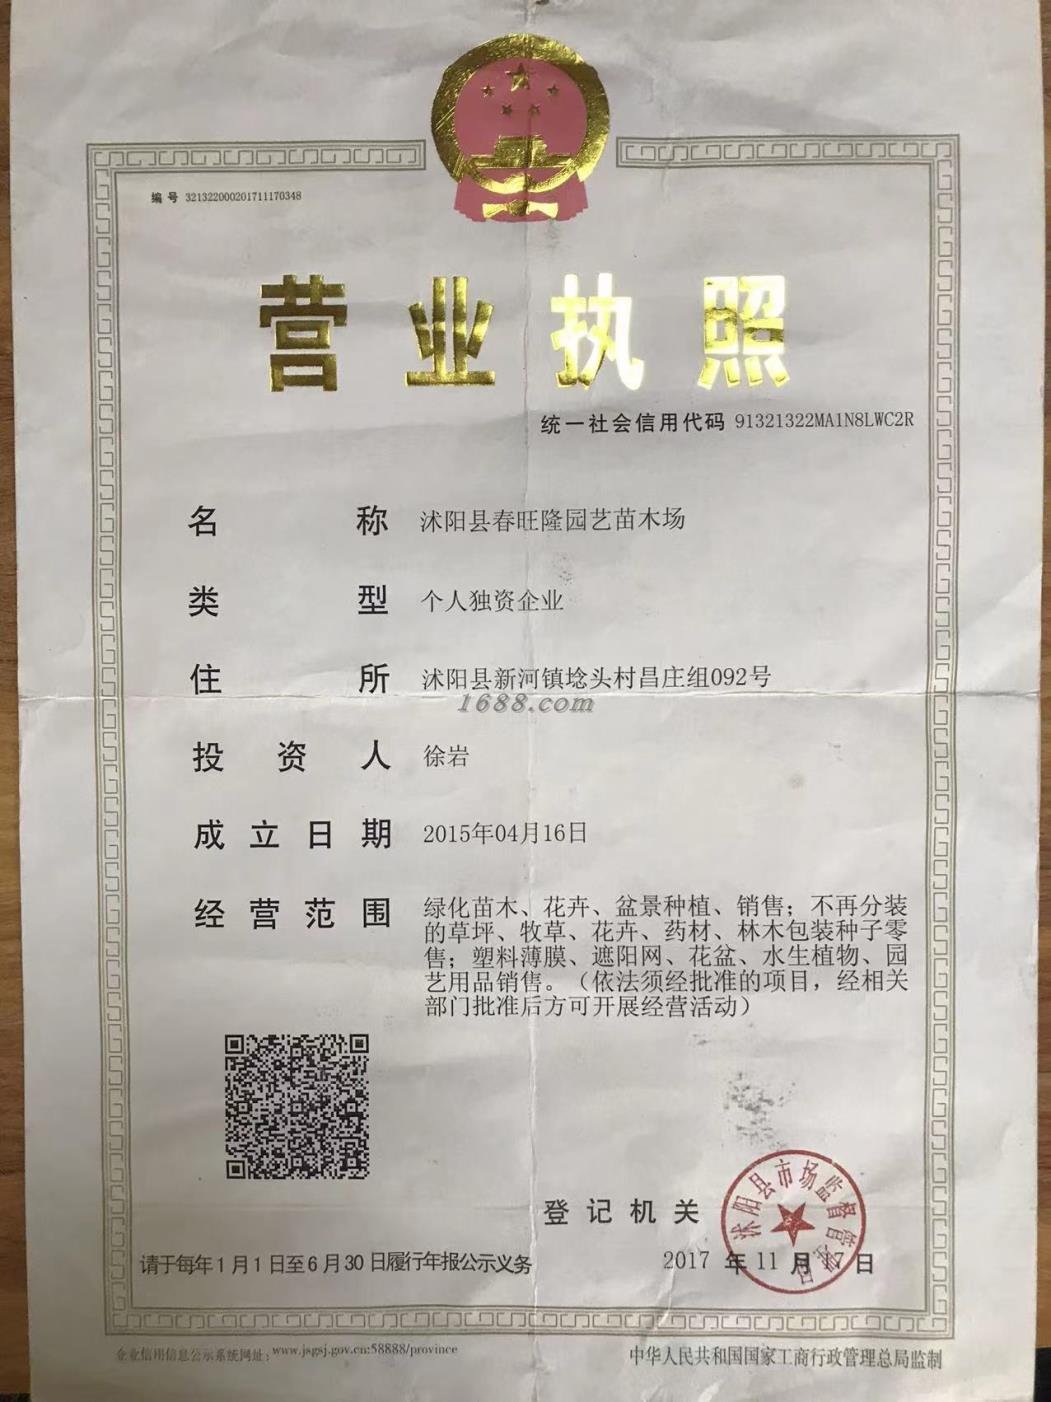 编 号 321322000201711170348
营业执照
统一社会信用代码 91321322MA1N8LWC2R
名称 沭阳县春旺隆园艺苗木场
类型 个人独资企业
住所 沭阳县新河镇埝头村昌庄组092号
1688.com
投资人 徐岩
成立日期 2015年04月16日
经营范围 绿化苗木、花卉、盆景种植、销售；不再分装
的草坪、牧草、花卉、药材、林木包装种子零
售；塑料薄膜、遮阳网、花盆、水生植物、园
艺用品销售。（依法须经批准的项目，经相关
部门批准后方可开展经营活动）
沭阳县市场监督管理局
登记机关
请于每年1月1日至6月30日履行年报公示义务
2017 年 11 月 日
企业信用信息公示系统网址：www.jsgsj.gov.cn:58888/province
中华人民共和国国家工商行政管理总局监制